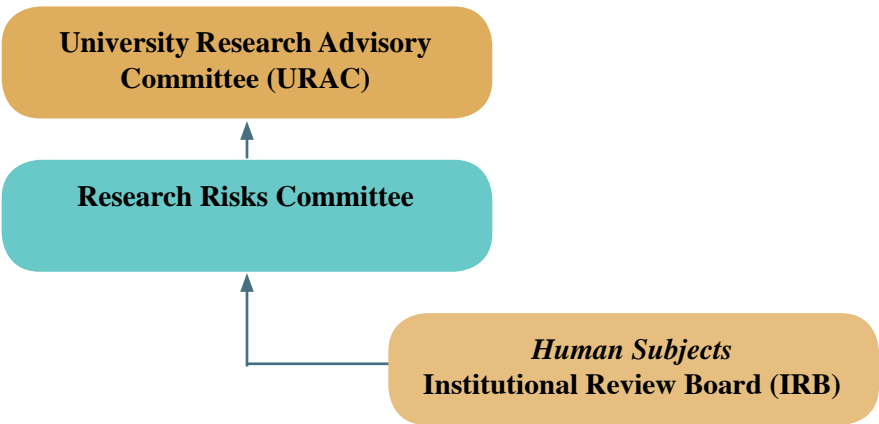 University Research Advisory
Committee (URAC)
Research Risks Committee
Human Subjects
Institutional Review Board (IRB)